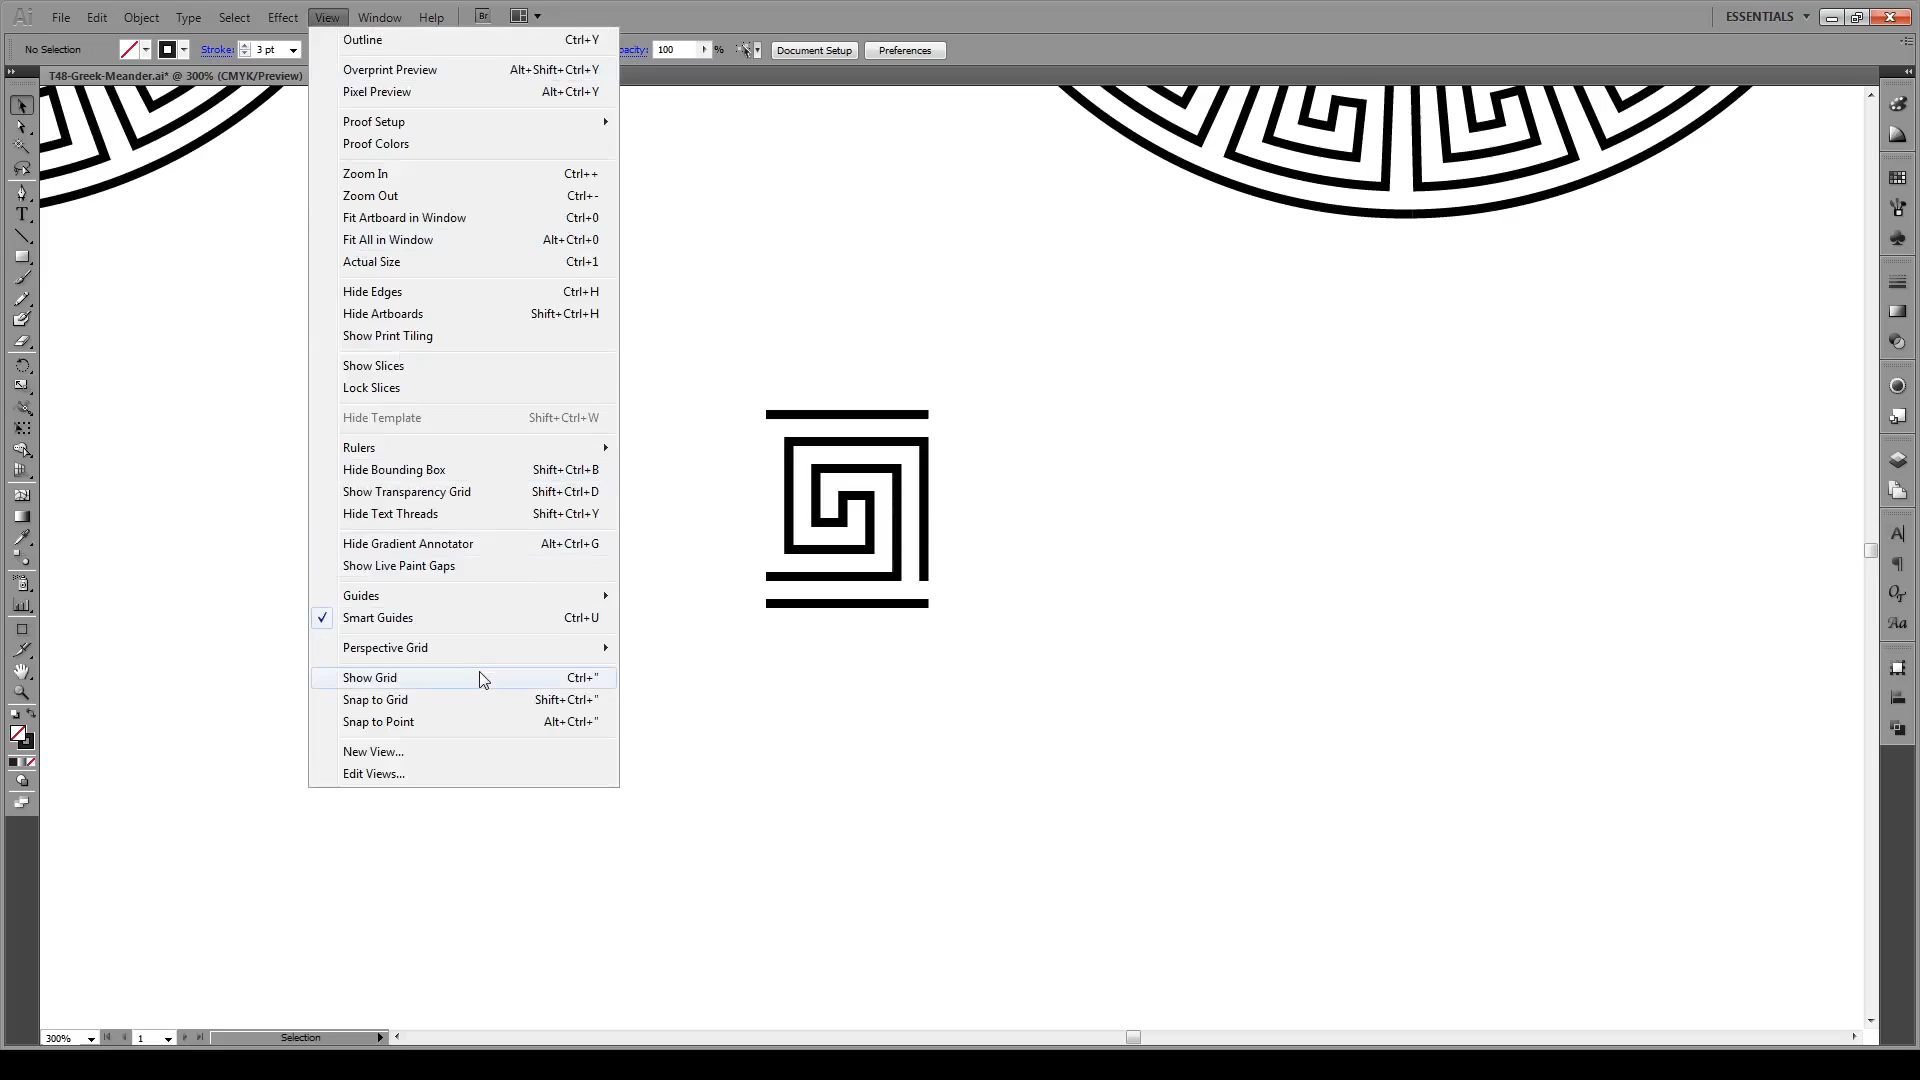 Ai File Edit Object Type Select Effect View Window Help Br ESSENTIALS
No Selection Stroke: 3 pt pacity: 100 % Document Setup Preferences
T48-Greek-Meander.ai* @ 300% (CMYK/Preview)
Outline Ctrl+Y
Overprint Preview Alt+Shift+Ctrl+Y
Pixel Preview Alt+Ctrl+Y
Proof Setup
Proof Colors
Zoom In Ctrl++
Zoom Out Ctrl+-
Fit Artboard in Window Ctrl+0
Fit All in Window Alt+Ctrl+0
Actual Size Ctrl+1
Hide Edges Ctrl+H
Hide Artboards Shift+Ctrl+H
Show Print Tiling
Show Slices
Lock Slices
Hide Template Shift+Ctrl+W
Rulers
Hide Bounding Box Shift+Ctrl+B
Show Transparency Grid Shift+Ctrl+D
Hide Text Threads Shift+Ctrl+Y
Hide Gradient Annotator Alt+Ctrl+G
Show Live Paint Gaps
Guides
Smart Guides Ctrl+U
Perspective Grid
Show Grid Ctrl+"
Snap to Grid Shift+Ctrl+"
Snap to Point Alt+Ctrl+"
New View...
Edit Views...
300% 1 Selection